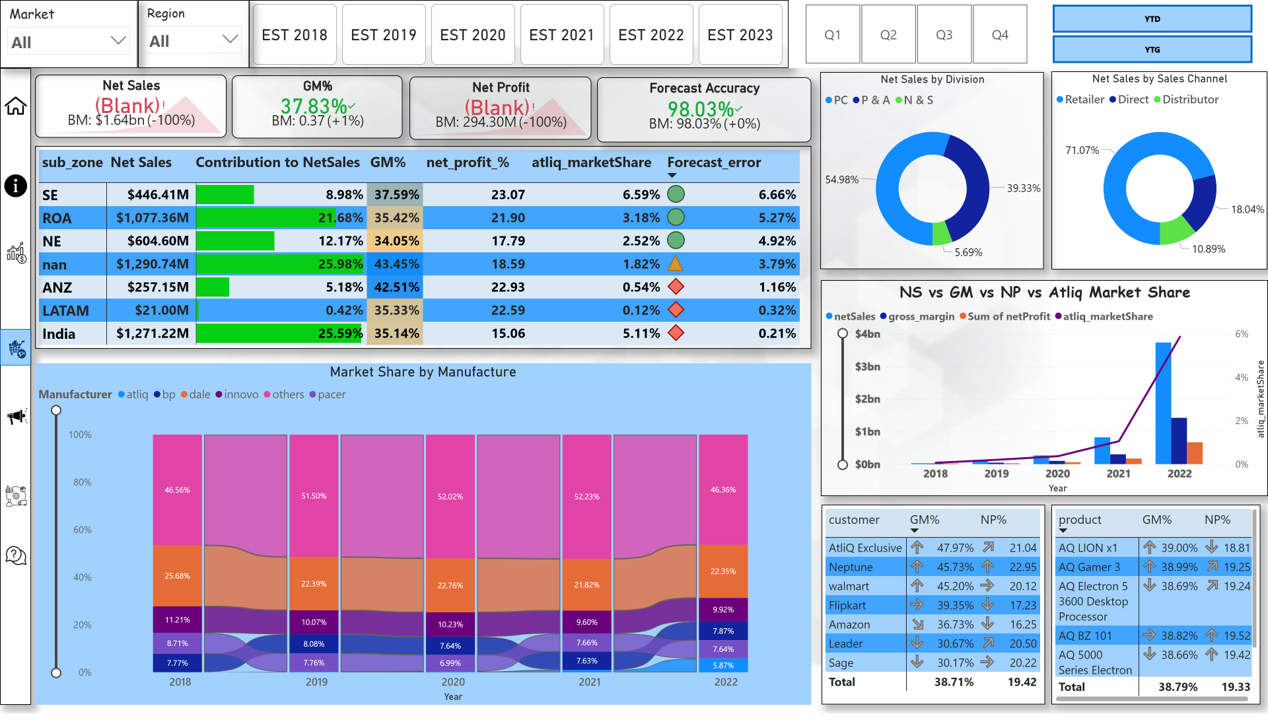 Market
All
Region
All
EST 2018
EST 2019
EST 2020
EST 2021
EST 2022
EST 2023
Q1
Q2
Q3
Q4
YTD
YTG
Net Sales
(Blank)!
BM: $1.64bn (-100%)
GM%
37.83%
BM: 0.37 (+1%)
Net Profit
(Blank)!
BM: 294.30M (-100%)
Forecast Accuracy
98.03%
BM: 98.03% (+0%)
sub_zone Net Sales Contribution to NetSales GM% net_profit_% atliq_marketShare Forecast_error
SE $446.41M 8.98% 37.59% 23.07 6.59% 6.66%
ROA $1,077.36M 21.68% 35.42% 21.90 3.18% 5.27%
NE $604.60M 12.17% 34.05% 17.79 2.52% 4.92%
nan $1,290.74M 25.98% 43.45% 18.59 1.82% 3.79%
ANZ $257.15M 5.18% 42.51% 22.93 0.54% 1.16%
LATAM $21.00M 0.42% 35.33% 22.59 0.12% 0.32%
India $1,271.22M 25.59% 35.14% 15.06 5.11% 0.21%
Net Sales by Division
PC P & A N & S
54.98%
39.33%
5.69%
Net Sales by Sales Channel
Retailer Direct Distributor
71.07%
18.04%
10.89%
NS vs GM vs NP vs Atliq Market Share
netSales gross_margin Sum of netProfit atliq_marketShare
$4bn
$3bn
$2bn
$1bn
$0bn
6%
4%
2%
0%
atliq_marketShare
2018 2019 2020 2021 2022
Year
Market Share by Manufacture
Manufacturer atliq bp dale innovo others pacer
100%
80%
60%
40%
20%
0%
46.56% 51.50% 52.02% 52.23% 46.36%
25.68% 22.39% 22.76% 21.82% 22.35%
11.21% 10.07% 10.23% 9.60% 9.92%
8.71% 8.08% 7.64% 7.66% 7.87%
7.77% 7.76% 6.99% 7.63% 7.64%
5.87%
2018 2019 2020 2021 2022
Year
customer GM% NP%
AtliQ Exclusive 47.97% 21.04
Neptune 45.73% 22.95
walmart 45.20% 20.12
Flipkart 39.35% 17.23
Amazon 36.73% 16.25
Leader 30.67% 20.50
Sage 30.17% 20.22
Total 38.71% 19.42
product GM% NP%
AQ LION x1 39.00% 18.81
AQ Gamer 3 38.99% 19.25
AQ Electron 5 38.69% 19.24
3600 Desktop
Processor
AQ BZ 101 38.82% 19.52
AQ 5000 38.66% 19.42
Series Electron
Total 38.79% 19.33